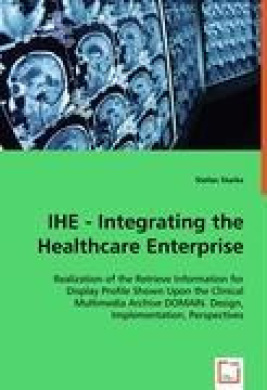 Stefan Skalka
IHE - Integrating the
Healthcare Enterprise
Realization of the Retrieve Information for
Display Profile Shown Upon the Clinical
Multimedia Archive DOMAIN. Design,
Implementation, Perspectives